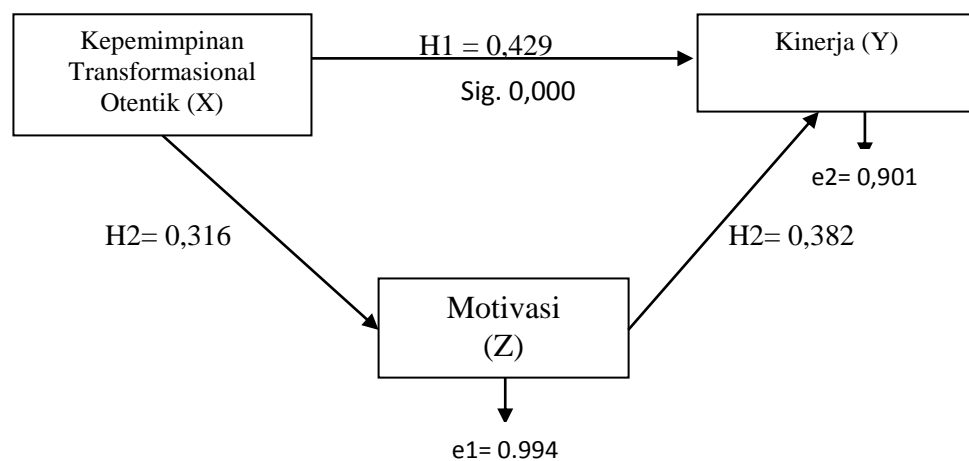 Kepemimpinan
Transformasional
Otentik (X)
H1 = 0,429
Sig. 0,000
Kinerja (Y)
e2= 0,901
H2= 0,316
H2= 0,382
Motivasi
(Z)
e1= 0.994